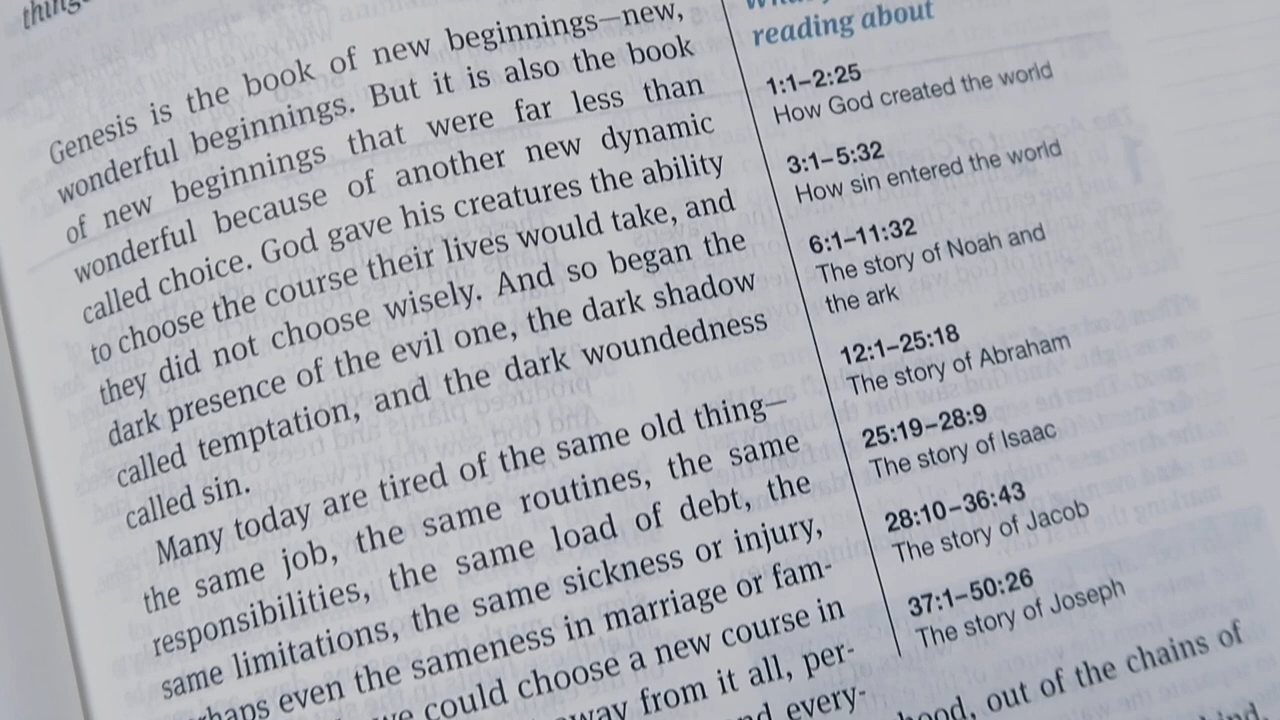 things
Genesis is the book of new beginnings—new,
wonderful beginnings. But it is also the book
of new beginnings that were far less than
wonderful because of another new dynamic
called choice. God gave his creatures the ability
to choose the course their lives would take, and
they did not choose wisely. And so began the
dark presence of the evil one, the dark shadow
called temptation, and the dark woundedness
called sin.
Many today are tired of the same old thing—
the same job, the same routines, the same
responsibilities, the same load of debt, the
same limitations, the same sickness or injury,
even the sameness in marriage or fam-
could choose a new course in
from it all, per-
every-
reading about
1:1–2:25
How God created the world
3:1–5:32
How sin entered the world
6:1–11:32
The story of Noah and
the ark
12:1–25:18
The story of Abraham
25:19–28:9
The story of Isaac
28:10–36:43
The story of Jacob
37:1–50:26
The story of Joseph
out of the chains of